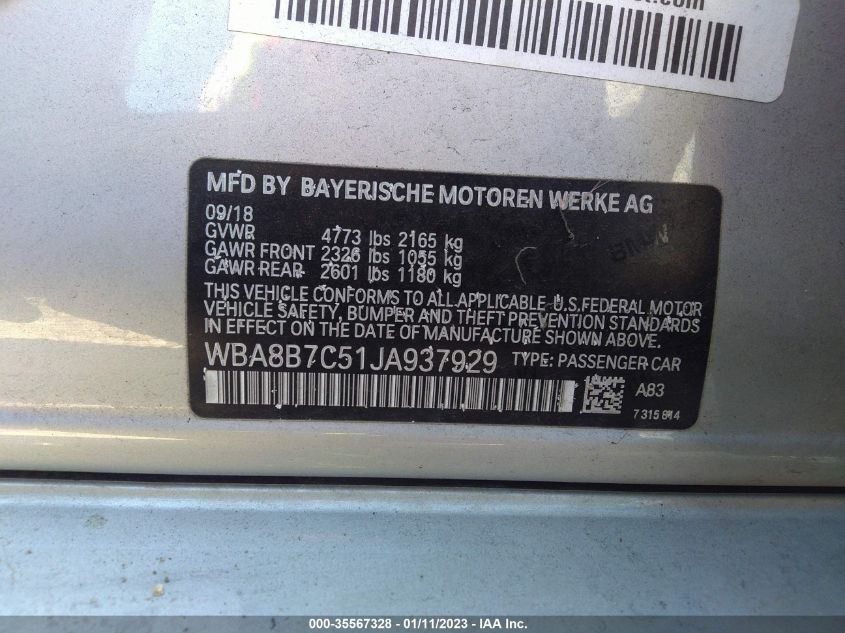 MFD BY BAYERISCHE MOTOREN WERKE AG
09/18
GVWR 4773 lbs 2165 kg
GAWR FRONT 2326 lbs 1055 kg
GAWR REAR 2601 lbs 1180 kg
THIS VEHICLE CONFORMS TO ALL APPLICABLE U.S.FEDERAL MOTOR
VEHICLE SAFETY, BUMPER AND THEFT PREVENTION STANDARDS
IN EFFECT ON THE DATE OF MANUFACTURE SHOWN ABOVE.
WBA8B7C51JA937929 TYPE: PASSENGER CAR
A83
7315814
BMW
000-35567328 - 01/11/2023 - IAA, Inc.